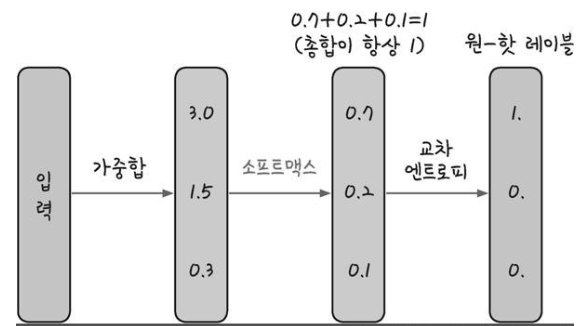 0.7+0.2+0.1=1
(총합이 항상 1)
원-핫 레이블
입력
가중합
3.0
1.5
0.3
소프트맥스
0.7
0.2
0.1
교차
엔트로피
1.
0.
0.